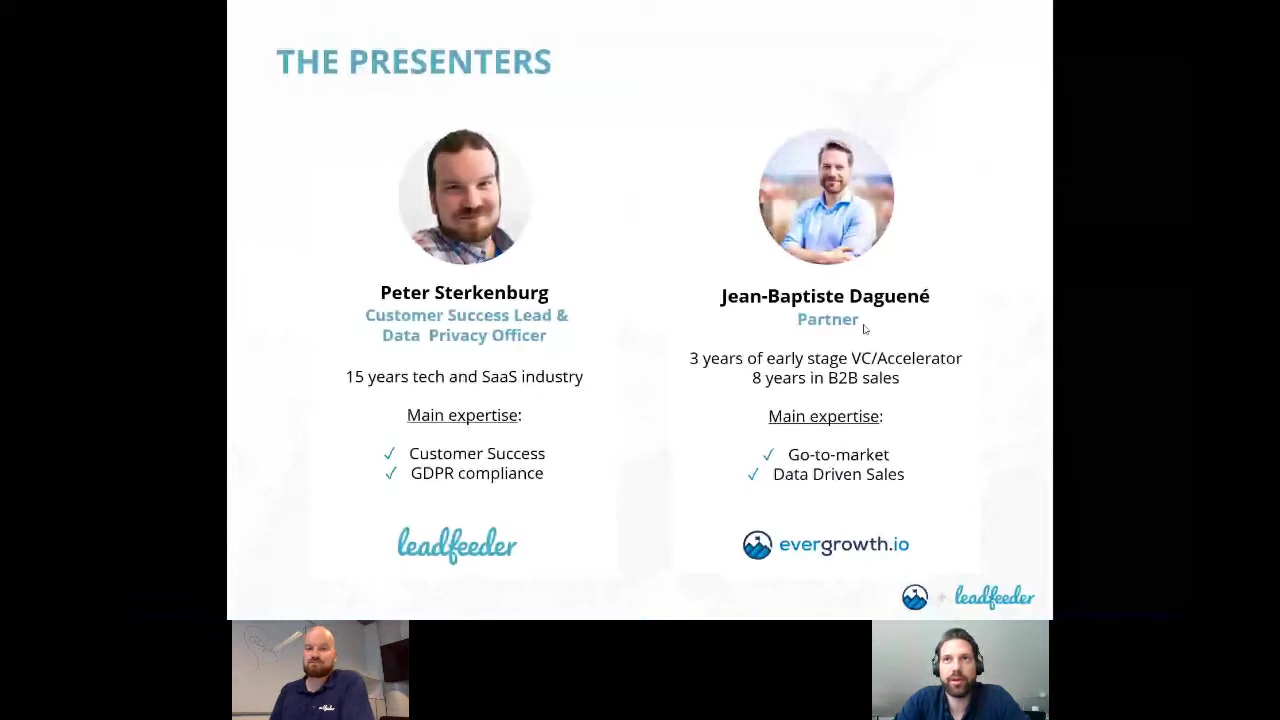 THE PRESENTERS
Peter Sterkenburg
Customer Success Lead &
Data Privacy Officer
15 years tech and SaaS industry
Main expertise:
✓ Customer Success
✓ GDPR compliance
leadfeeder
Jean-Baptiste Daguené
Partner
3 years of early stage VC/Accelerator
8 years in B2B sales
Main expertise:
✓ Go-to-market
✓ Data Driven Sales
evergrowth.io
+ leadfeeder
leadfeeder